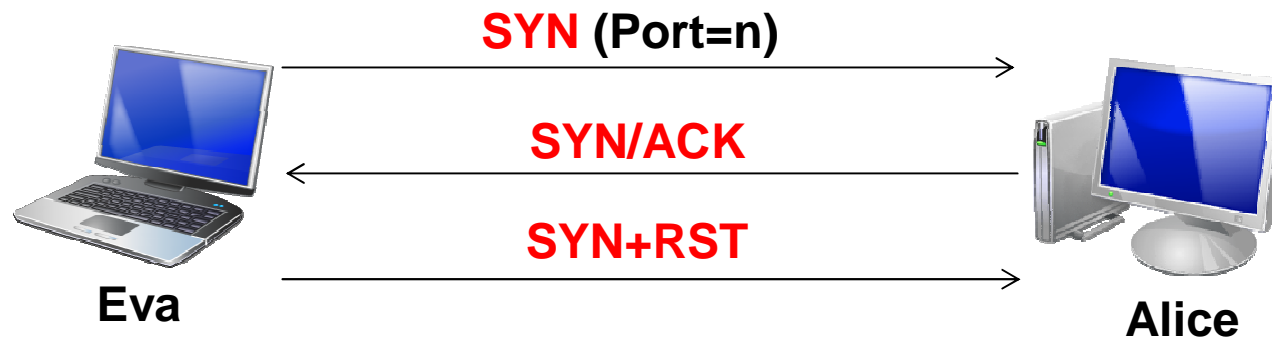 SYN (Port=n)
SYN/ACK
SYN+RST
Eva
Alice